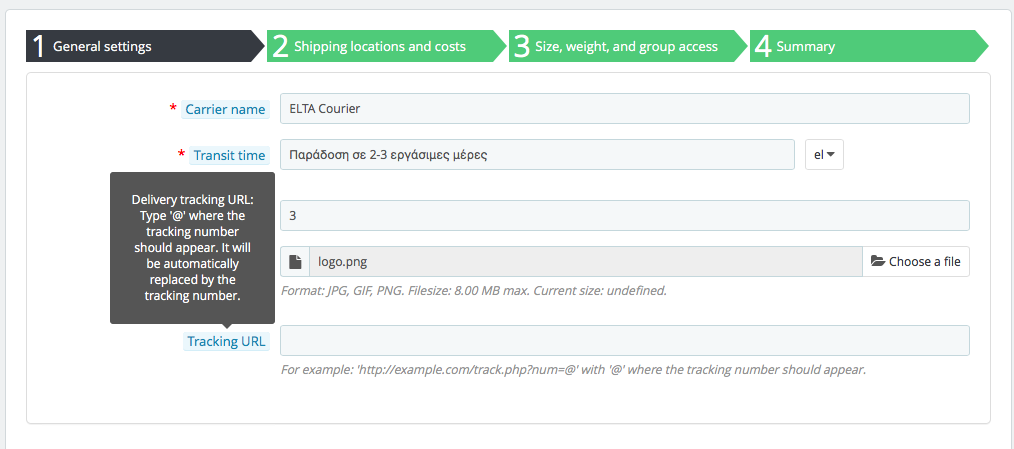 1 General settings
2 Shipping locations and costs
3 Size, weight, and group access
4 Summary
* Carrier name
ELTA Courier
* Transit time
Παράδοση σε 2-3 εργάσιμες μέρες
el
Delivery tracking URL:
Type '@' where the
tracking number
should appear. It will
be automatically
replaced by the
tracking number.
3
logo.png
Choose a file
Format: JPG, GIF, PNG. Filesize: 8.00 MB max. Current size: undefined.
Tracking URL
For example: 'http://example.com/track.php?num=@' with '@' where the tracking number should appear.